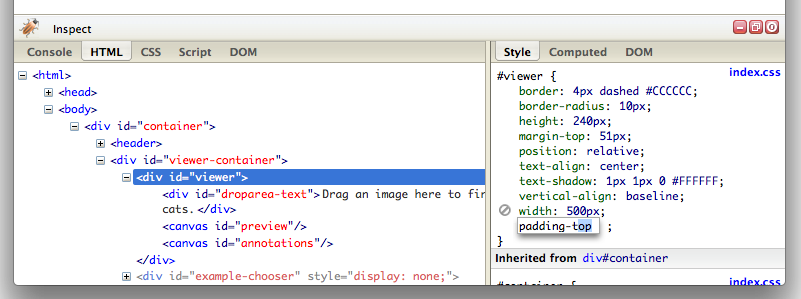 Inspect
Console HTML CSS Script DOM
<html>
<head>
<body>
<div id="container">
<header>
<div id="viewer-container">
<div id="viewer">
<div id="droparea-text">Drag an image here to fin
cats.</div>
<canvas id="preview"/>
<canvas id="annotations"/>
</div>
<div id="example-chooser" style="display: none;">
Style Computed DOM
#viewer { index.css
border: 4px dashed #CCCCCC;
border-radius: 10px;
height: 240px;
margin-top: 51px;
position: relative;
text-align: center;
text-shadow: 1px 1px 0 #FFFFFF;
vertical-align: baseline;
width: 500px;
padding-top ;
}
Inherited from div#container
#container { index.css